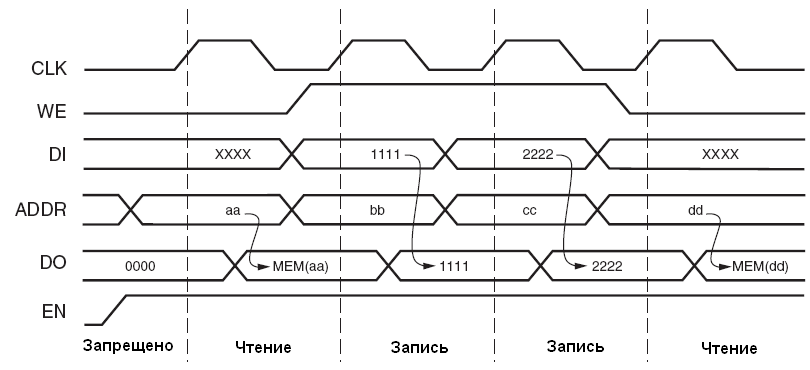 CLK
WE
DI XXXX 1111 2222 XXXX
ADDR aa bb cc dd
DO 0000 MEM(aa) 1111 2222 MEM(dd)
EN
Запрещено Чтение Запись Запись Чтение